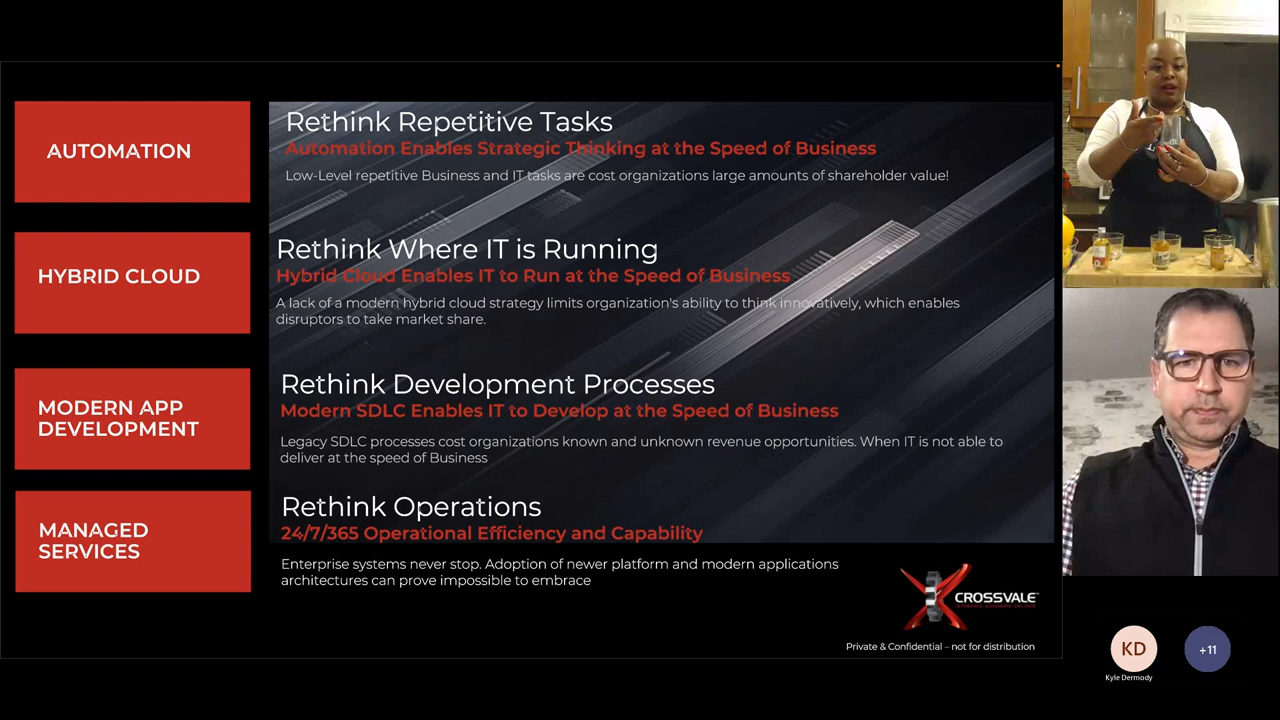 AUTOMATION
Rethink Repetitive Tasks
Automation Enables Strategic Thinking at the Speed of Business
Low-Level repetitive Business and IT tasks are cost organizations large amounts of shareholder value!
HYBRID CLOUD
Rethink Where IT is Running
Hybrid Cloud Enables IT to Run at the Speed of Business
A lack of a modern hybrid cloud strategy limits organization's ability to think innovatively, which enables
disruptors to take market share.
MODERN APP
DEVELOPMENT
Rethink Development Processes
Modern SDLC Enables IT to Develop at the Speed of Business
Legacy SDLC processes cost organizations known and unknown revenue opportunities. When IT is not able to
deliver at the speed of Business
MANAGED
SERVICES
Rethink Operations
24/7/365 Operational Efficiency and Capability
Enterprise systems never stop. Adoption of newer platform and modern applications
architectures can prove impossible to embrace
CROSSVALE
Private & Confidential – not for distribution
KD
+11
Kyle Dermody